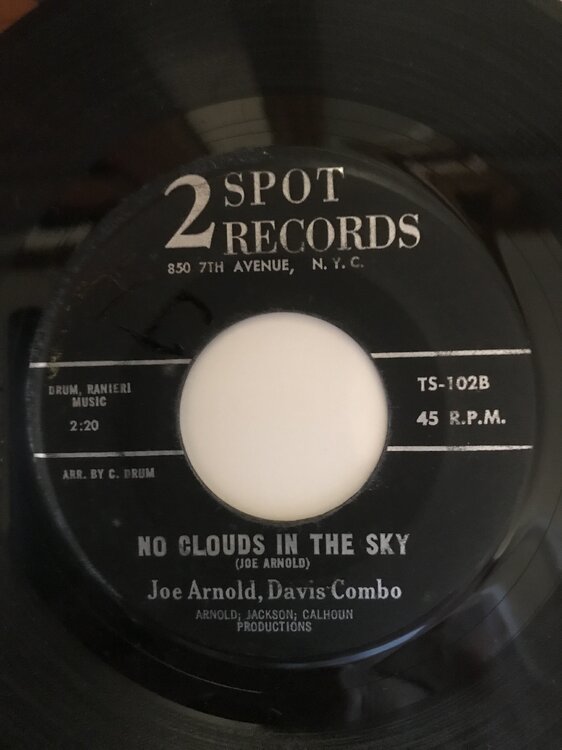 2 SPOT
RECORDS
850 7TH AVENUE, N.Y.C.
DRUM, RANIERI
MUSIC
2:20
ARR. BY C. DRUM
TS-102B
45 R.P.M.
NO CLOUDS IN THE SKY
(JOE ARNOLD)
Joe Arnold, Davis Combo
ARNOLD; JACKSON; CALHOUN
PRODUCTIONS